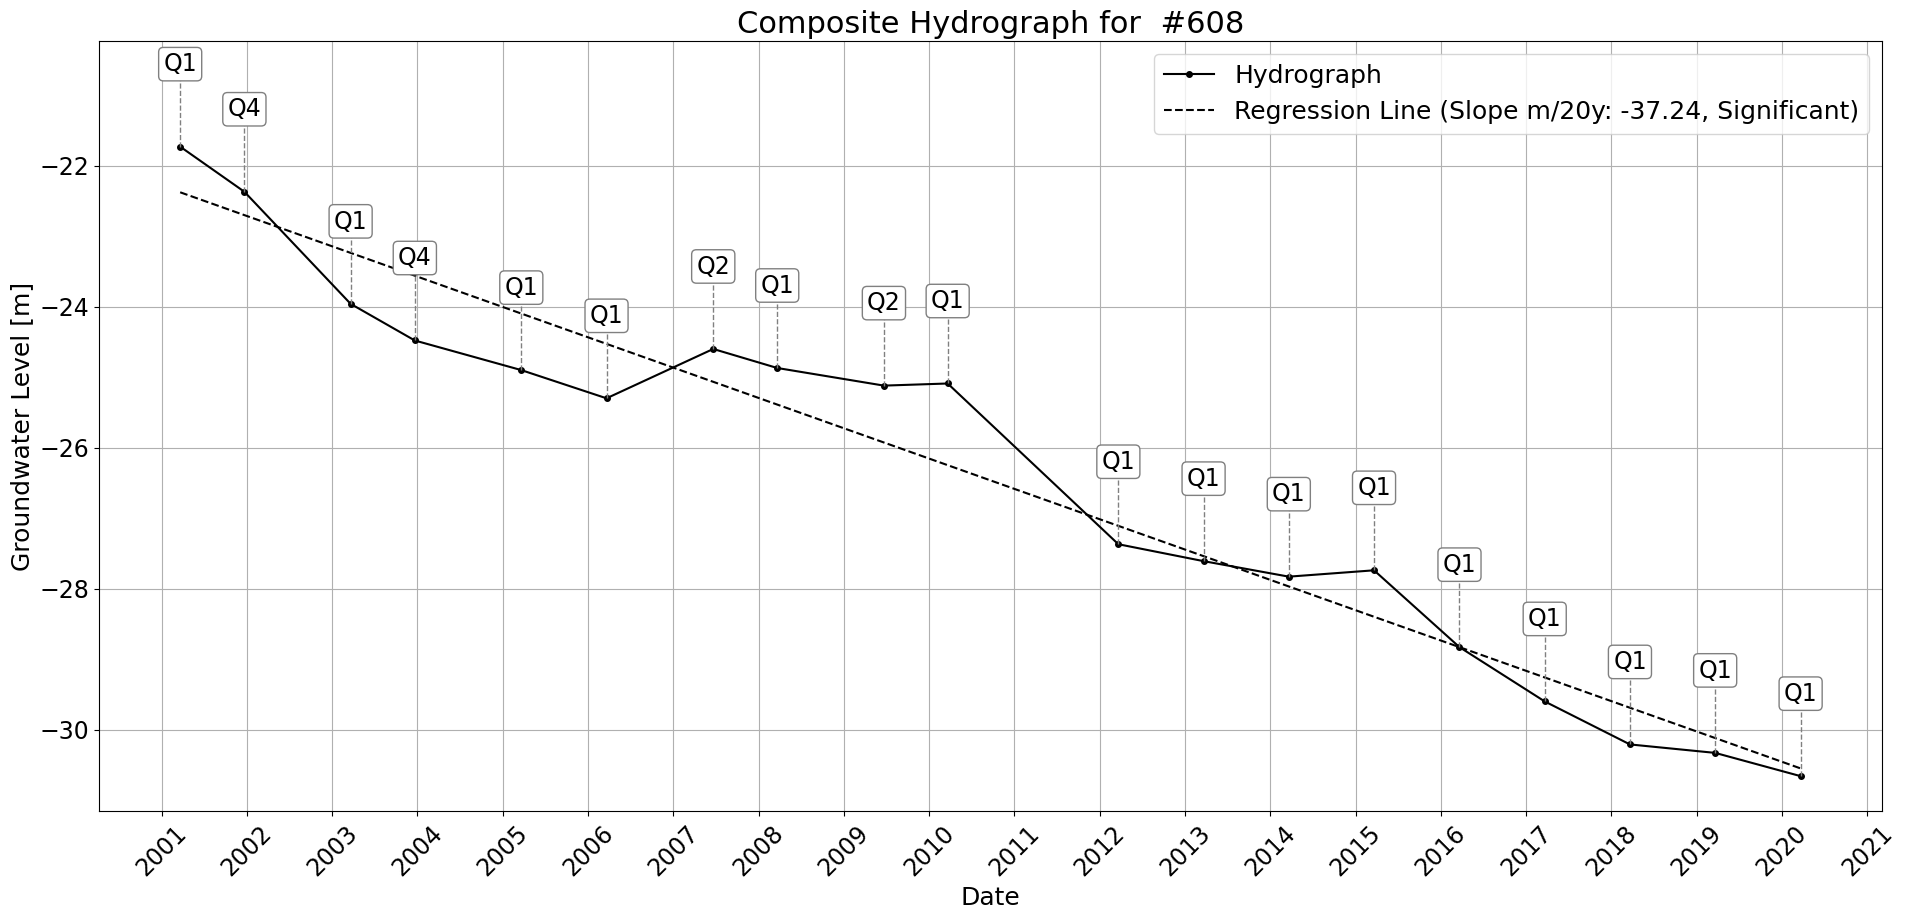 Composite Hydrograph for  #608
Hydrograph
Regression Line (Slope m/20y: -37.24, Significant)
Q1
Q4
Q1
Q4
Q1
Q1
Q2
Q1
Q2
Q1
Q1
Q1
Q1
Q1
Q1
Q1
Q1
Q1
Q1
Groundwater Level [m]
−22
−24
−26
−28
−30
2001
2002
2003
2004
2005
2006
2007
2008
2009
2010
2011
2012
2013
2014
2015
2016
2017
2018
2019
2020
2021
Date